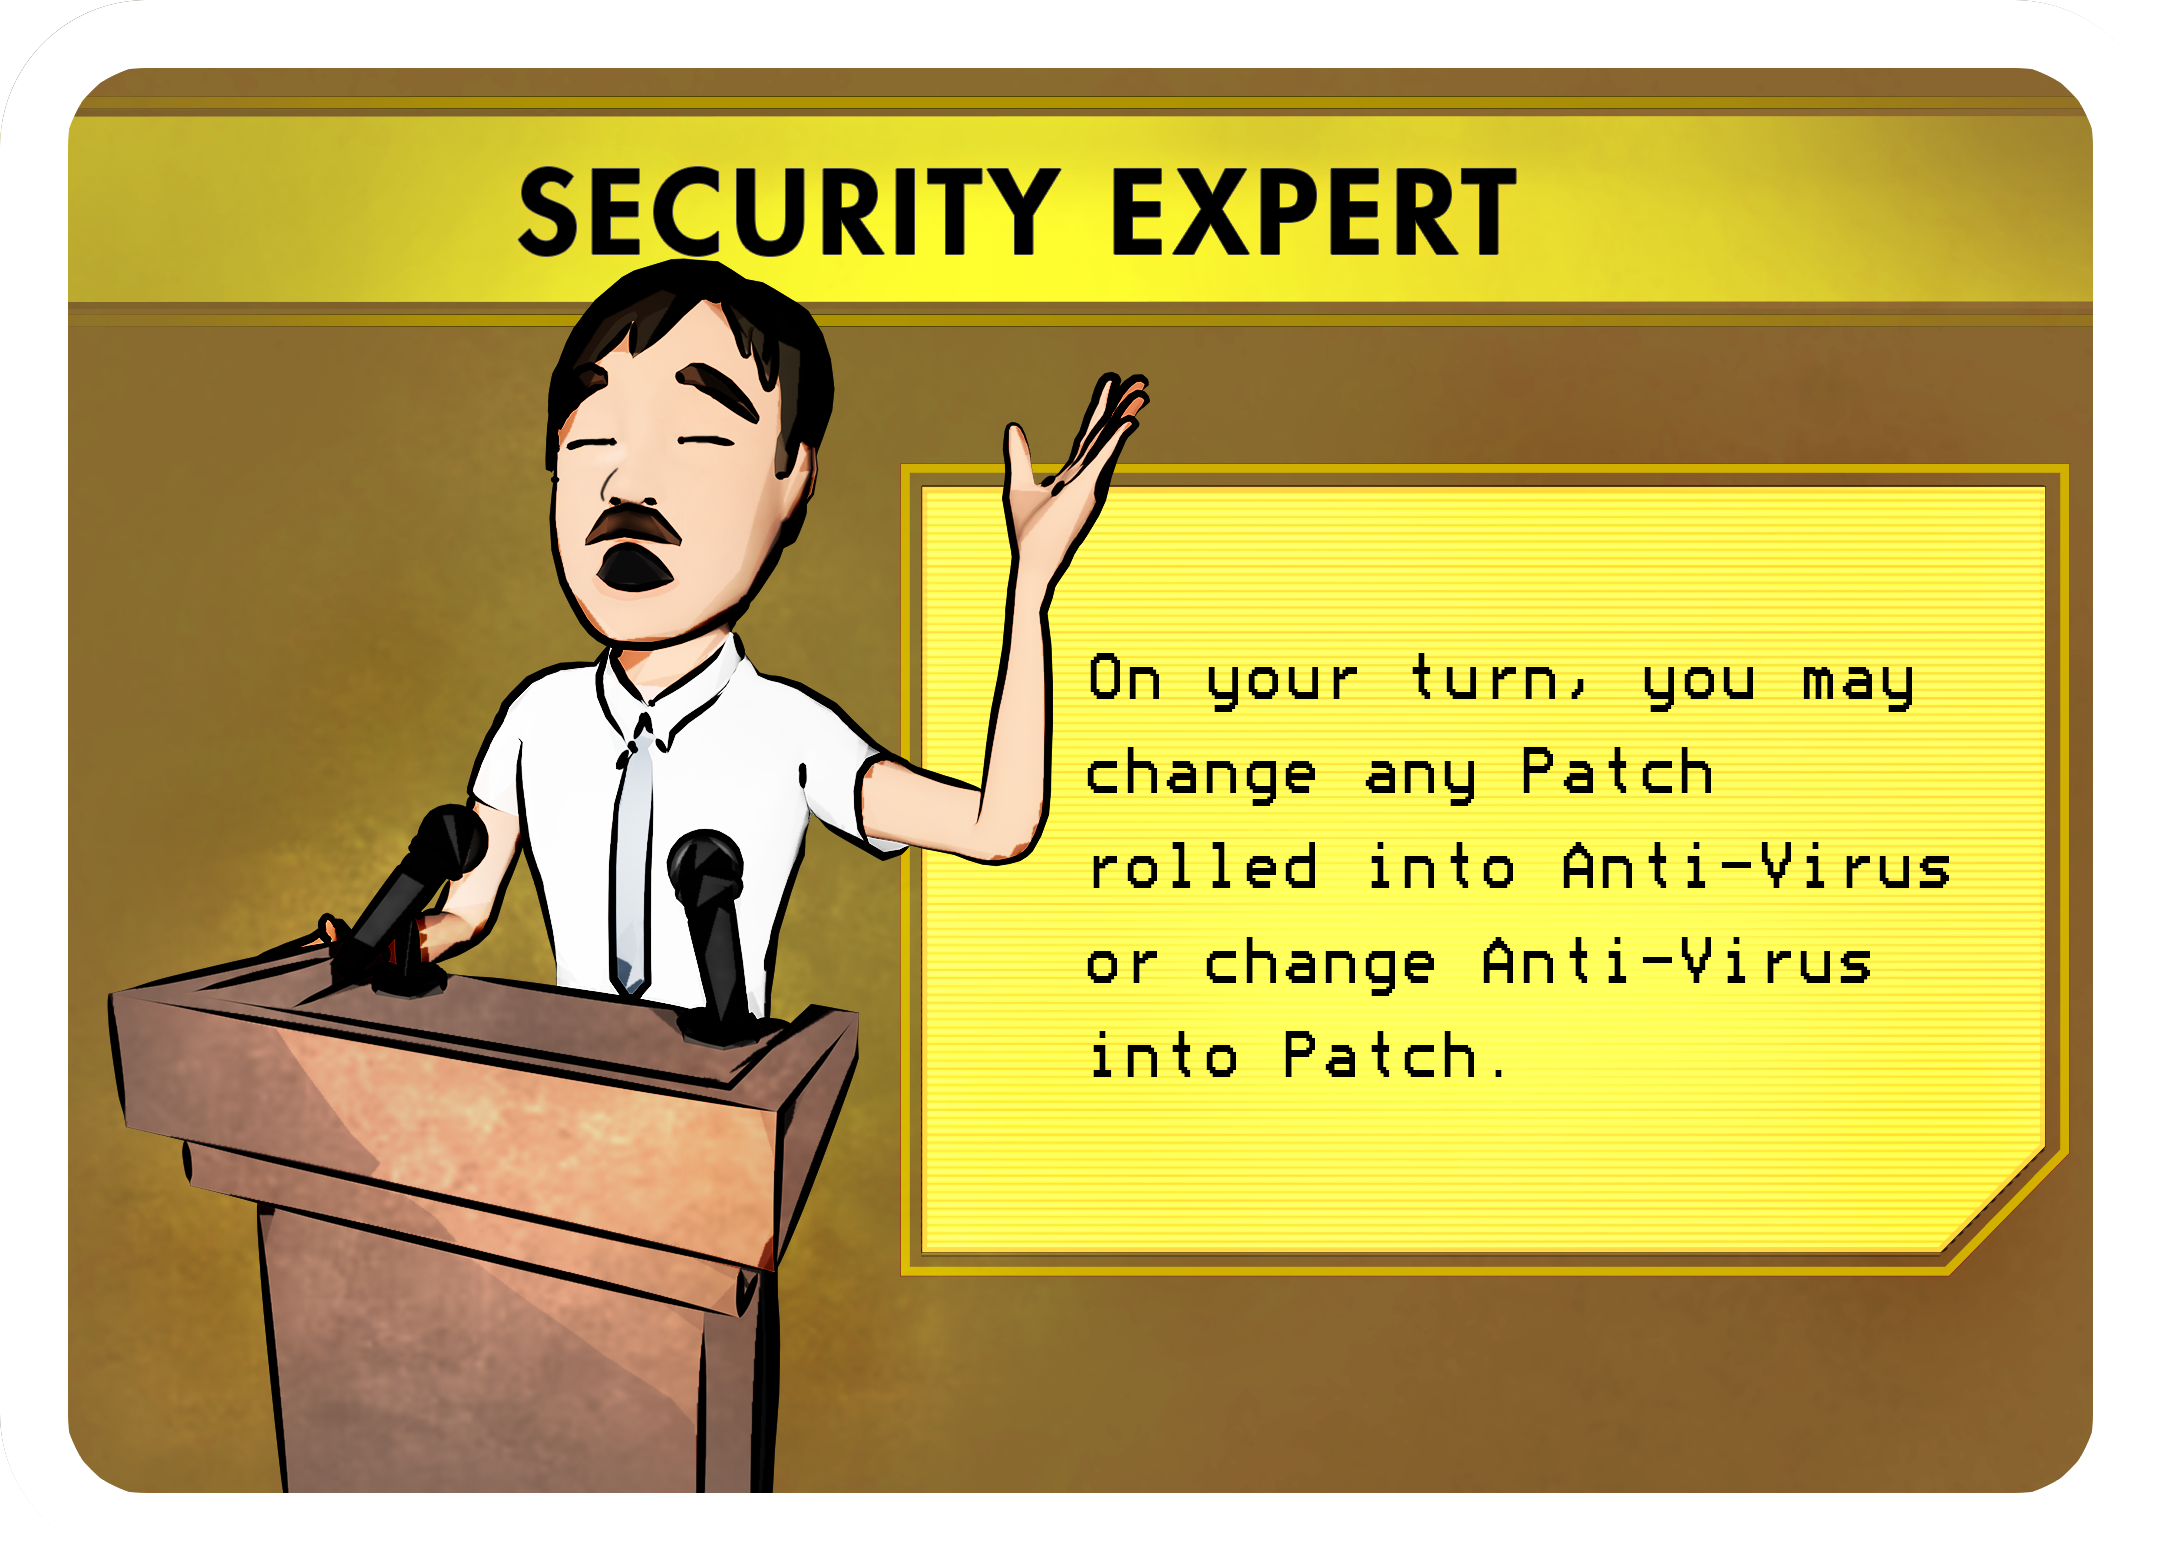 SECURITY EXPERT
On your turn, you may
change any Patch
rolled into Anti-Virus
or change Anti-Virus
into Patch.